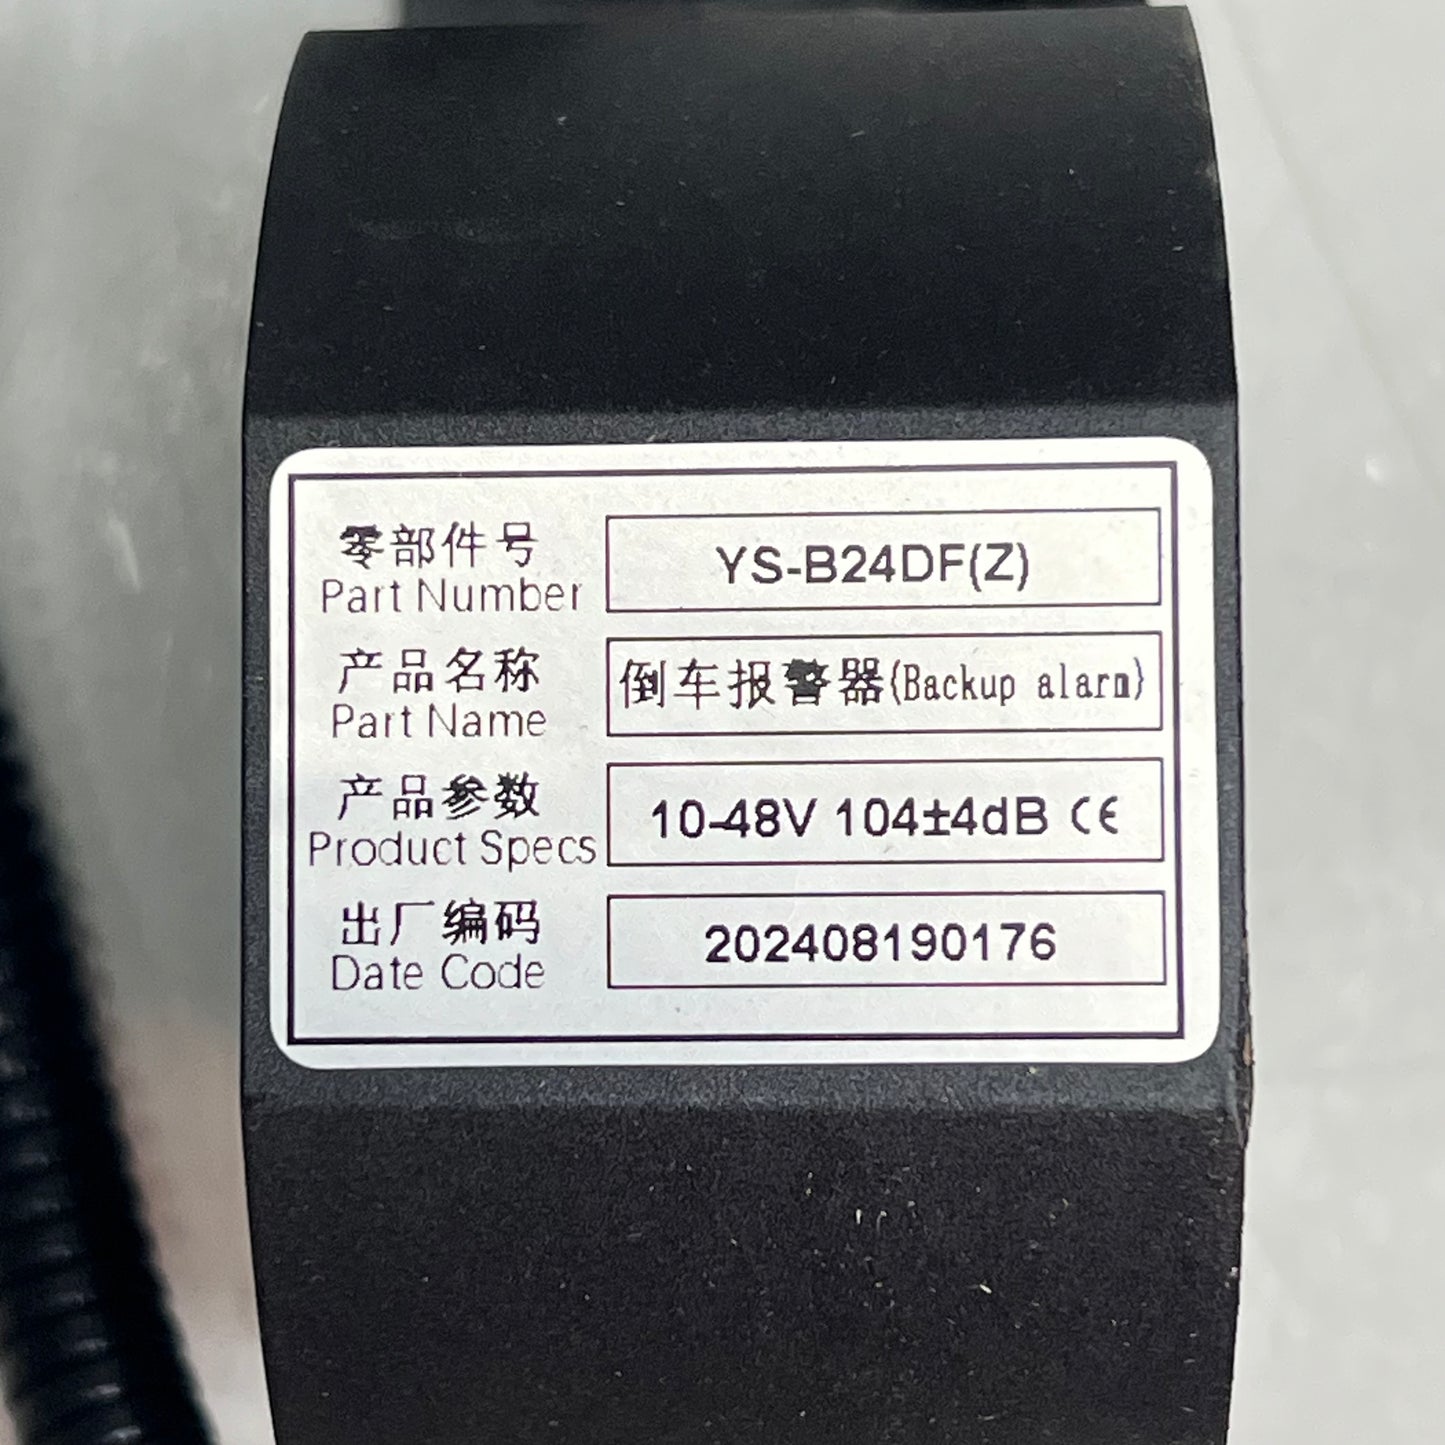 零部件号
Part Number
YS-B24DF(Z)
产品名称
Part Name
倒车报警器(Backup alarm)
产品参数
Product Specs
10-48V 104±4dB CE
出厂编码
Date Code
202408190176